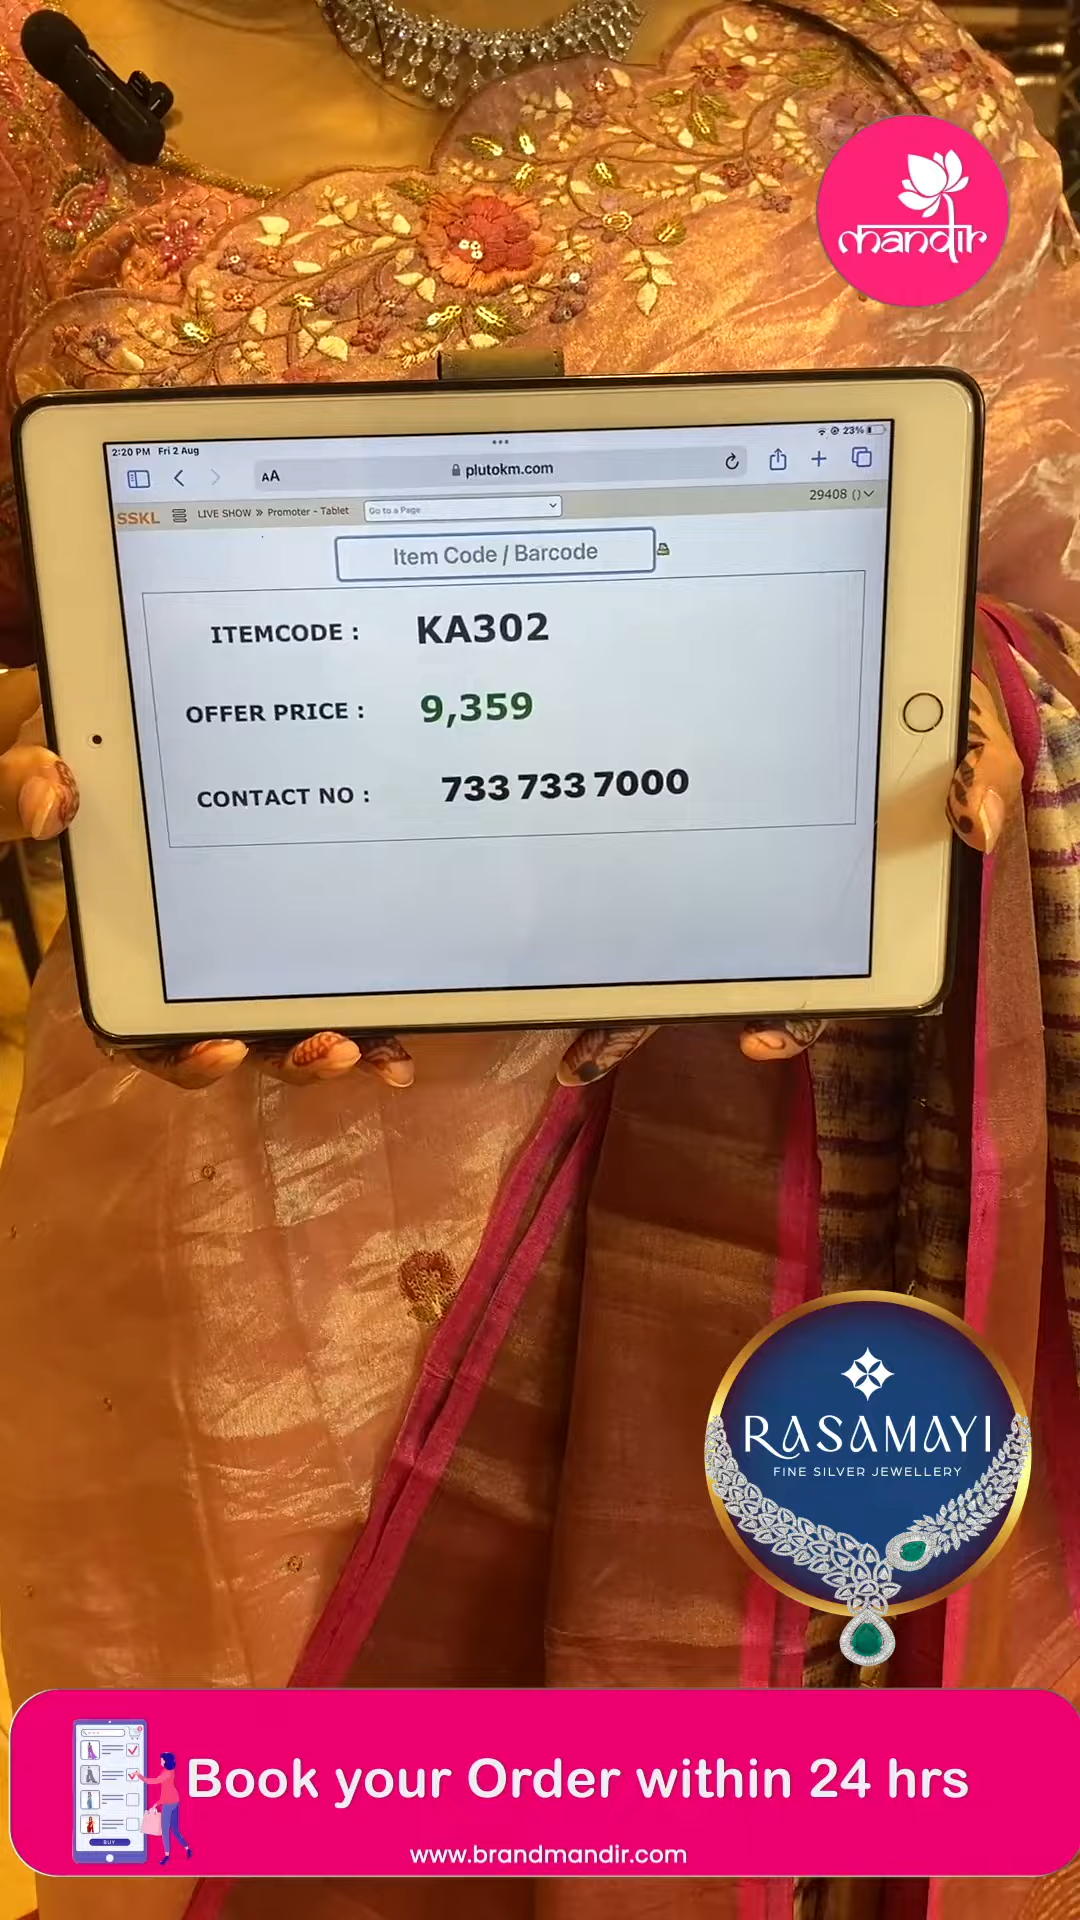 mandir
2:20 PM Fri 2 Aug
23%
AA
plutokm.com
29408 ()
SSKL
LIVE SHOW » Promoter - Tablet
Go to a Page
Item Code / Barcode
ITEMCODE : KA302
OFFER PRICE : 9,359
CONTACT NO : 733 733 7000
RASAMAYI
FINE SILVER JEWELLERY
BUY
Book your Order within 24 hrs
www.brandmandir.com